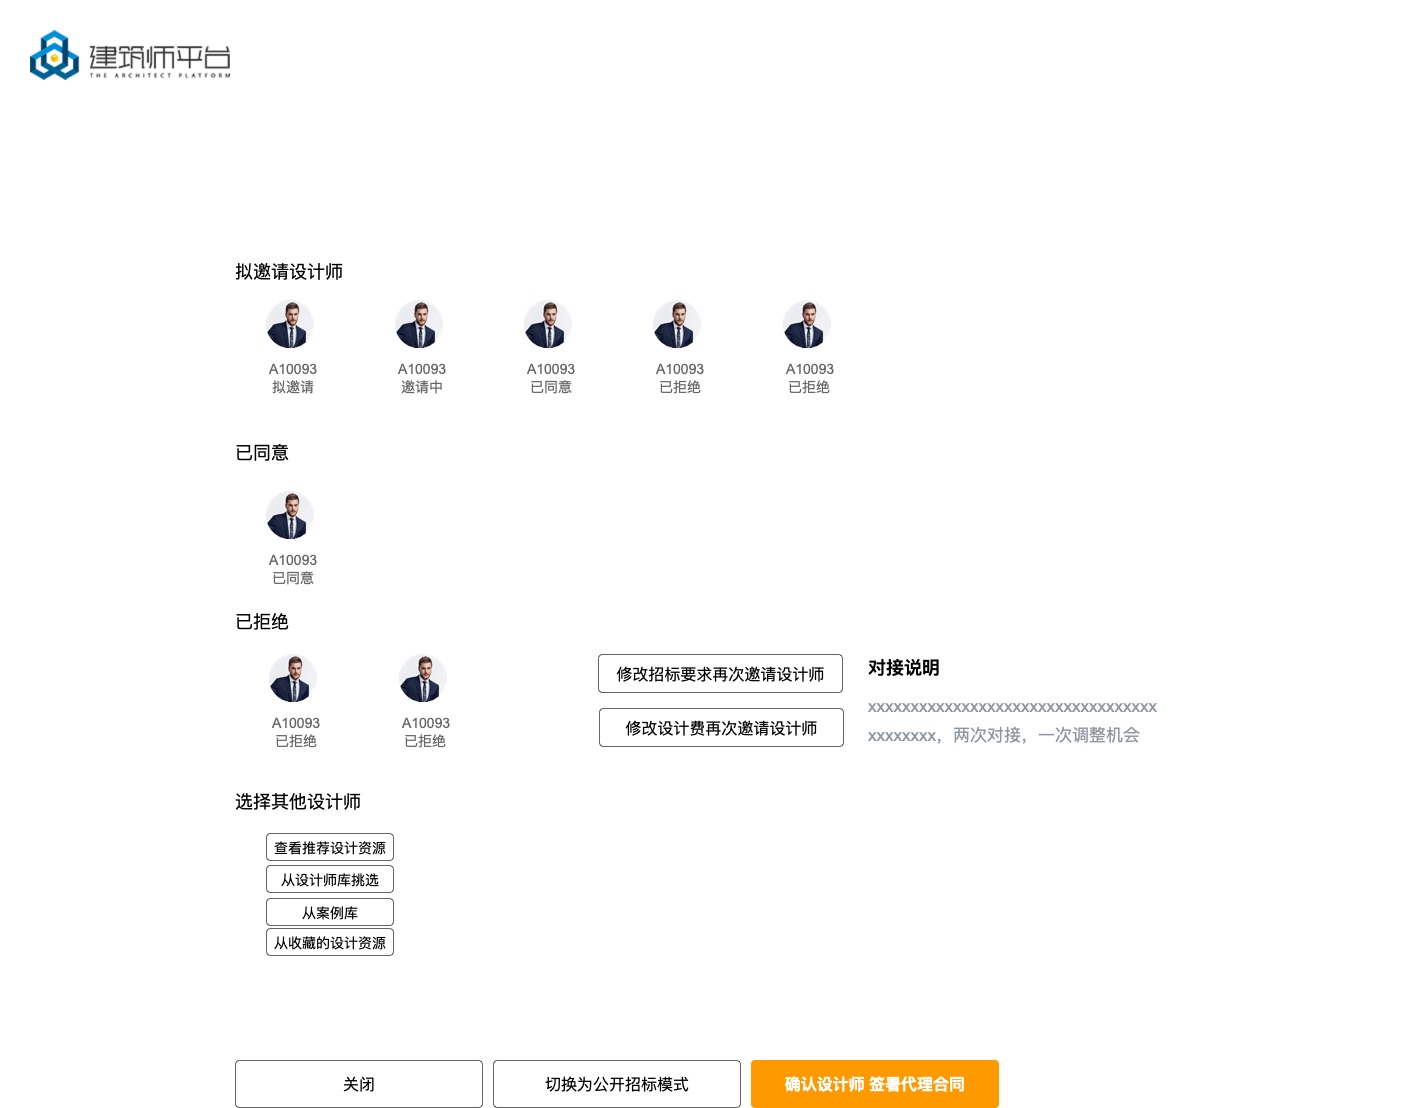 建筑师平台
THE ARCHITECT PLATFORM
拟邀请设计师
A10093 A10093 A10093 A10093 A10093
拟邀请 邀请中 已同意 已拒绝 已拒绝
已同意
A10093
已同意
已拒绝
A10093 A10093
已拒绝 已拒绝
修改招标要求再次邀请设计师
修改设计费再次邀请设计师
对接说明
xxxxxxxxxxxxxxxxxxxxxxxxxxxxxxxxxx
xxxxxxxx，两次对接，一次调整机会
选择其他设计师
查看推荐设计资源
从设计师库挑选
从案例库
从收藏的设计资源
关闭 切换为公开招标模式 确认设计师 签署代理合同